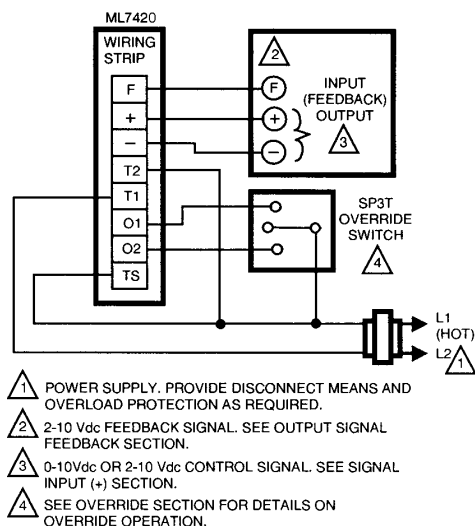 ML7420
WIRING
STRIP
F
+
−
T2
T1
O1
O2
TS
2
F
+
−
INPUT
(FEEDBACK)
OUTPUT
3
SP3T
OVERRIDE
SWITCH
4
L1
(HOT)
L2
1
1 POWER SUPPLY. PROVIDE DISCONNECT MEANS AND
OVERLOAD PROTECTION AS REQUIRED.
2 2-10 Vdc FEEDBACK SIGNAL. SEE OUTPUT SIGNAL
FEEDBACK SECTION.
3 0-10Vdc OR 2-10 Vdc CONTROL SIGNAL. SEE SIGNAL
INPUT (+) SECTION.
4 SEE OVERRIDE SECTION FOR DETAILS ON
OVERRIDE OPERATION.